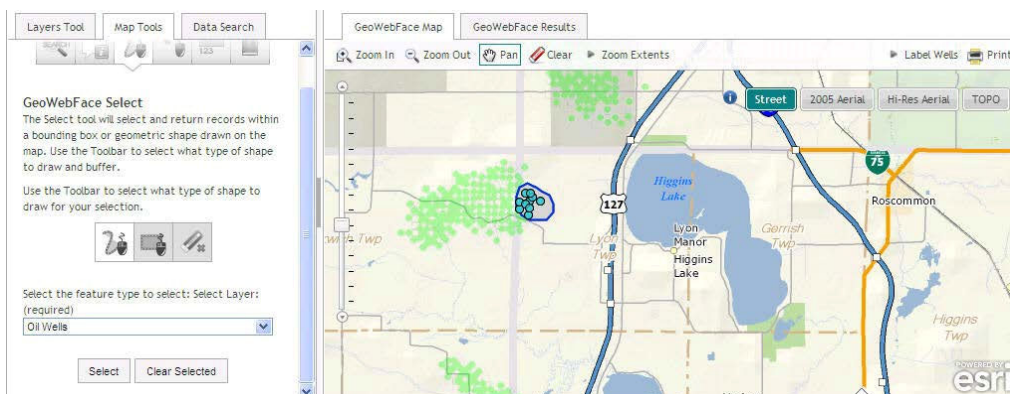 Layers Tool Map Tools Data Search
SEARCH
123
GeoWebFace Select
The Select tool will select and return records within
a bounding box or geometric shape drawn on the
map. Use the Toolbar to select what type of shape
to draw and buffer.
Use the Toolbar to select what type of shape to
draw for your selection.
Select the feature type to select: Select Layer:
(required)
Oil Wells
Select Clear Selected
GeoWebFace Map GeoWebFace Results
Zoom In Zoom Out Pan Clear Zoom Extents Label Wells Print
Street 2005 Aerial Hi-Res Aerial TOPO
75
Higgins
Lake
127
Roscommon
Lyon
Twp
Lyon
Manor
Higgins
Lake
Gerrish
Twp
Twp
Higgins
Twp
POWERED BY
esri